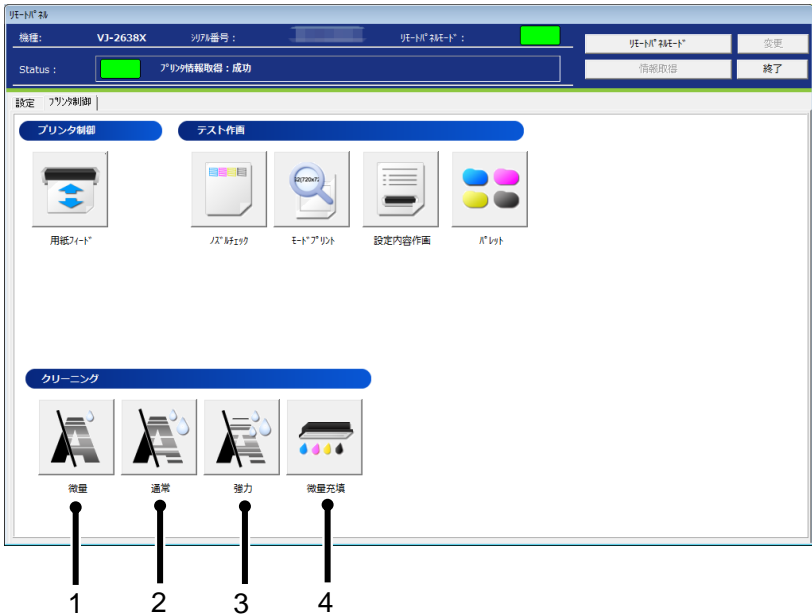 ﾘﾓｰﾄﾊﾟﾈﾙ
機種: VJ-2638X ｼﾘｱﾙ番号： ﾘﾓｰﾄﾊﾟﾈﾙﾓｰﾄﾞ： ﾘﾓｰﾄﾊﾟﾈﾙﾓｰﾄﾞ 変更
Status： ﾌﾟﾘﾝﾀ情報取得：成功 情報取得 終了
設定 ﾌﾟﾘﾝﾀ制御
プリンタ制御 テスト作画
用紙ﾌｨｰﾄﾞ ﾉｽﾞﾙﾁｪｯｸ ﾓｰﾄﾞﾌﾟﾘﾝﾄ 設定内容作画 ﾊﾟﾚｯﾄ
クリーニング
微量 通常 強力 微量充填
1 2 3 4